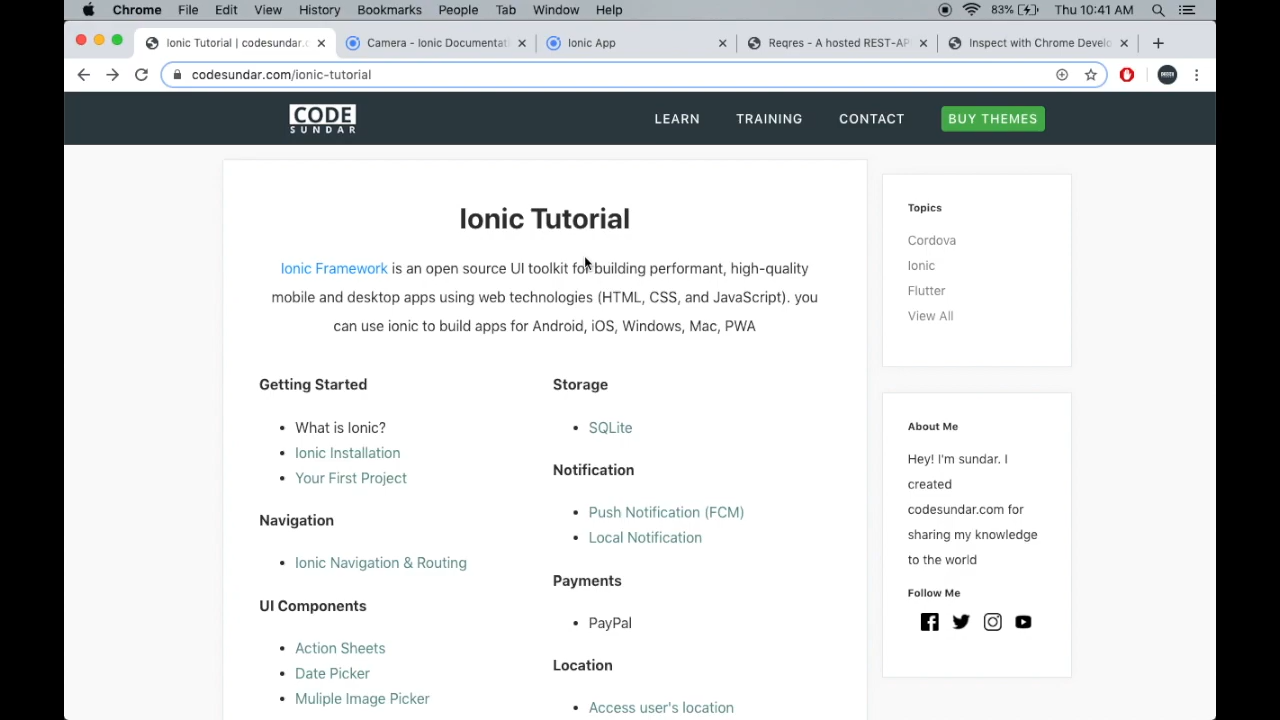 Chrome File Edit View History Bookmarks People Tab Window Help 83% Thu 10:41 AM
Ionic Tutorial | codesundar.c Camera - Ionic Documentati Ionic App Reqres - A hosted REST-AP Inspect with Chrome Develo
codesundar.com/ionic-tutorial
CODE
SUNDAR
LEARN TRAINING CONTACT BUY THEMES
Ionic Tutorial
Ionic Framework is an open source UI toolkit for building performant, high-quality
mobile and desktop apps using web technologies (HTML, CSS, and JavaScript). you
can use ionic to build apps for Android, iOS, Windows, Mac, PWA
Getting Started
• What is Ionic?
• Ionic Installation
• Your First Project
Navigation
• Ionic Navigation & Routing
UI Components
• Action Sheets
• Date Picker
• Muliple Image Picker
Storage
• SQLite
Notification
• Push Notification (FCM)
• Local Notification
Payments
• PayPal
Location
• Access user's location
Topics
Cordova
Ionic
Flutter
View All
About Me
Hey! I'm sundar. I
created
codesundar.com for
sharing my knowledge
to the world
Follow Me